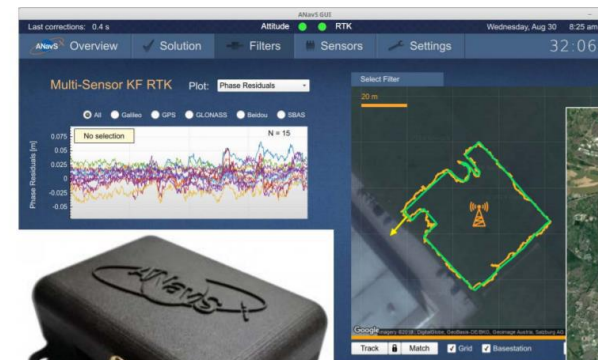 ANavS GUI
Last corrections: 0.4 s
Attitude
RTK
Wednesday, Aug 30 8:25 am
ANavS Overview
Solution
Filters
Sensors
Settings
32:06
Multi-Sensor KF RTK
Plot:
Phase Residuals
Select Filter
20 m
All
Galileo
GPS
GLONASS
Beidou
SBAS
No selection
N = 15
Phase Residuals [m]
0.075
0.05
0.025
0
-0.025
-0.05
ANavS
Google
Track
Match
Grid
Basestation